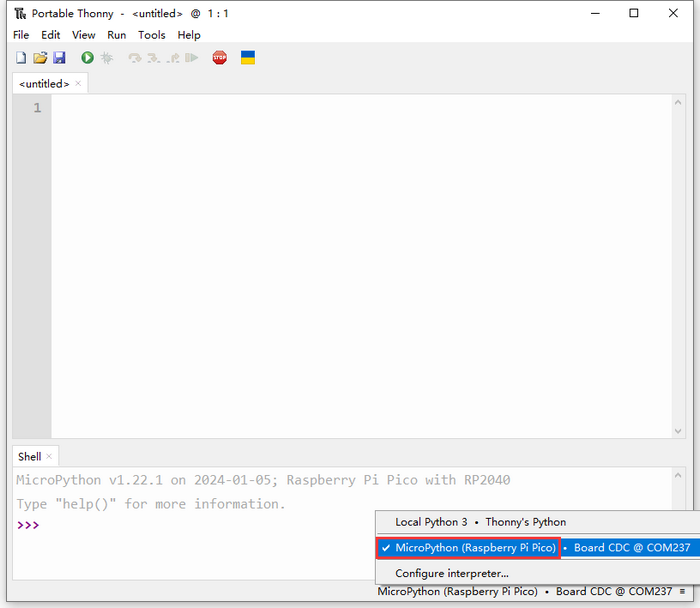 Portable Thonny - <untitled> @ 1 : 1
File Edit View Run Tools Help
STOP
<untitled> ×
1
Shell ×
MicroPython v1.22.1 on 2024-01-05; Raspberry Pi Pico with RP2040
Type "help()" for more information.
>>>
Local Python 3 • Thonny's Python
✓ MicroPython (Raspberry Pi Pico) • Board CDC @ COM237
Configure interpreter...
MicroPython (Raspberry Pi Pico) • Board CDC @ COM237 ≡